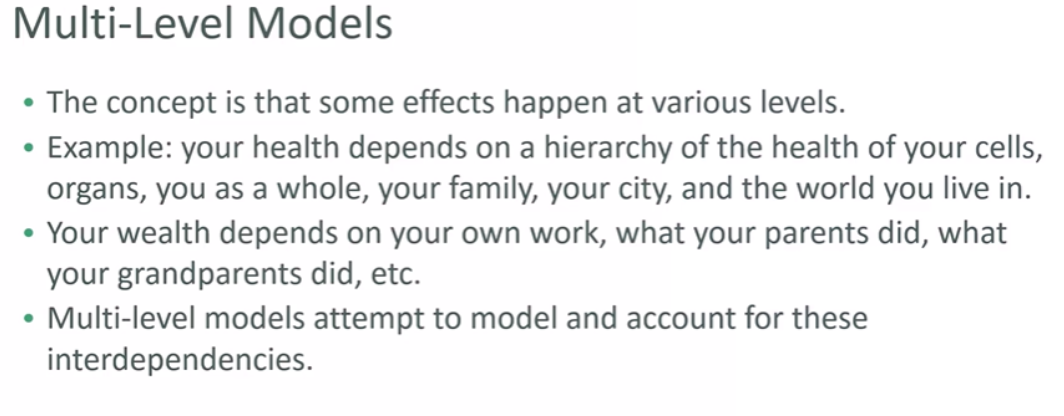 Multi-Level Models
• The concept is that some effects happen at various levels.
• Example: your health depends on a hierarchy of the health of your cells,
organs, you as a whole, your family, your city, and the world you live in.
• Your wealth depends on your own work, what your parents did, what
your grandparents did, etc.
• Multi-level models attempt to model and account for these
interdependencies.